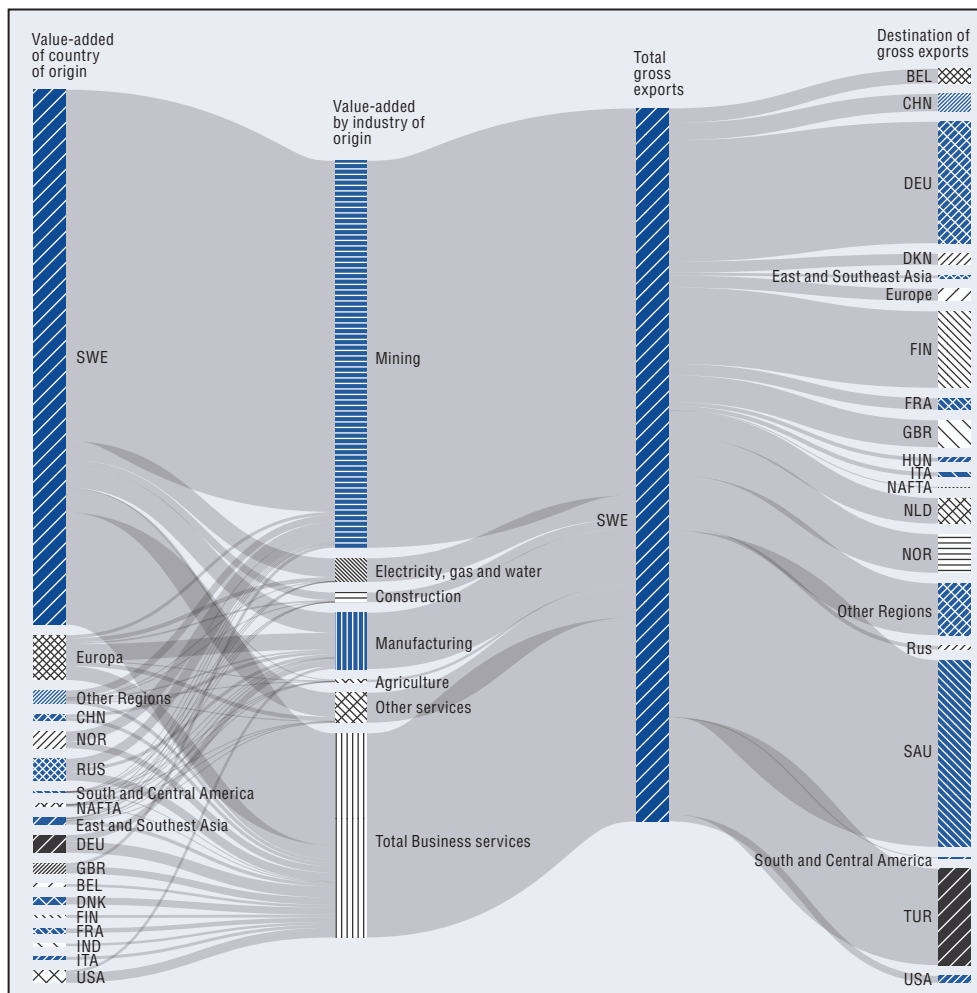 Value-added
of country
of origin
SWE
Europa
Other Regions
CHN
NOR
RUS
South and Central America
NAFTA
East and Southest Asia
DEU
GBR
BEL
DNK
FIN
FRA
IND
ITA
USA
Value-added
by industry of
origin
Mining
Electricity, gas and water
Construction
Manufacturing
Agriculture
Other services
Total Business services
Total
gross
exports
SWE
Destination of
gross exports
BEL
CHN
DEU
DKN
East and Southeast Asia
Europe
FIN
FRA
GBR
HUN
ITA
NAFTA
NLD
NOR
Other Regions
Rus
SAU
South and Central America
TUR
USA